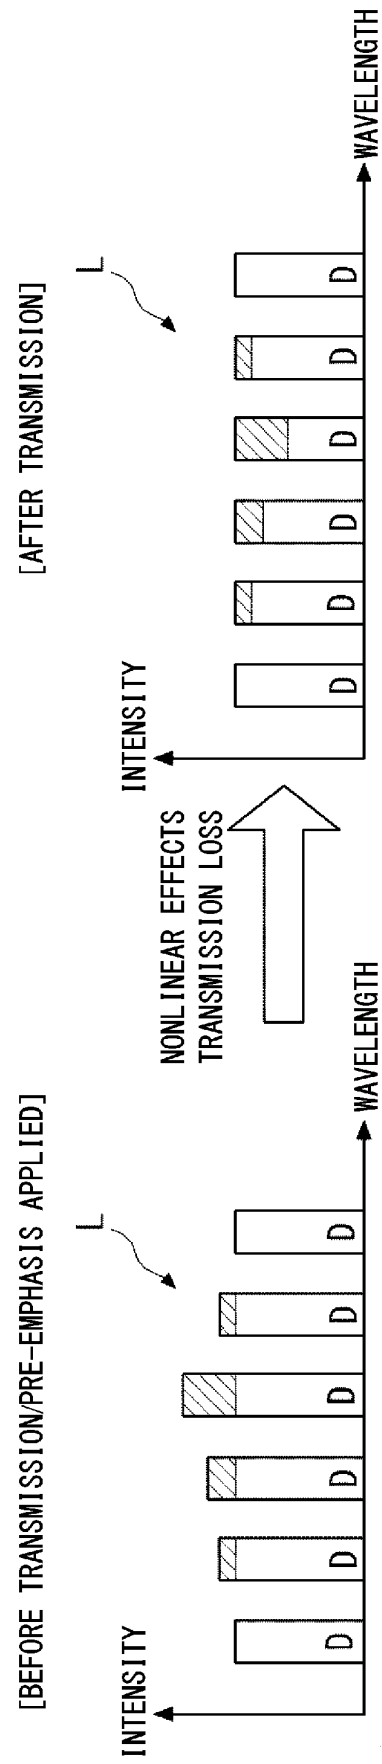 [BEFORE TRANSMISSION/PRE-EMPHASIS APPLIED]
L
INTENSITY
D D D D D D
WAVELENGTH
NONLINEAR EFFECTS
TRANSMISSION LOSS
[AFTER TRANSMISSION]
L
INTENSITY
D D D D D D
WAVELENGTH